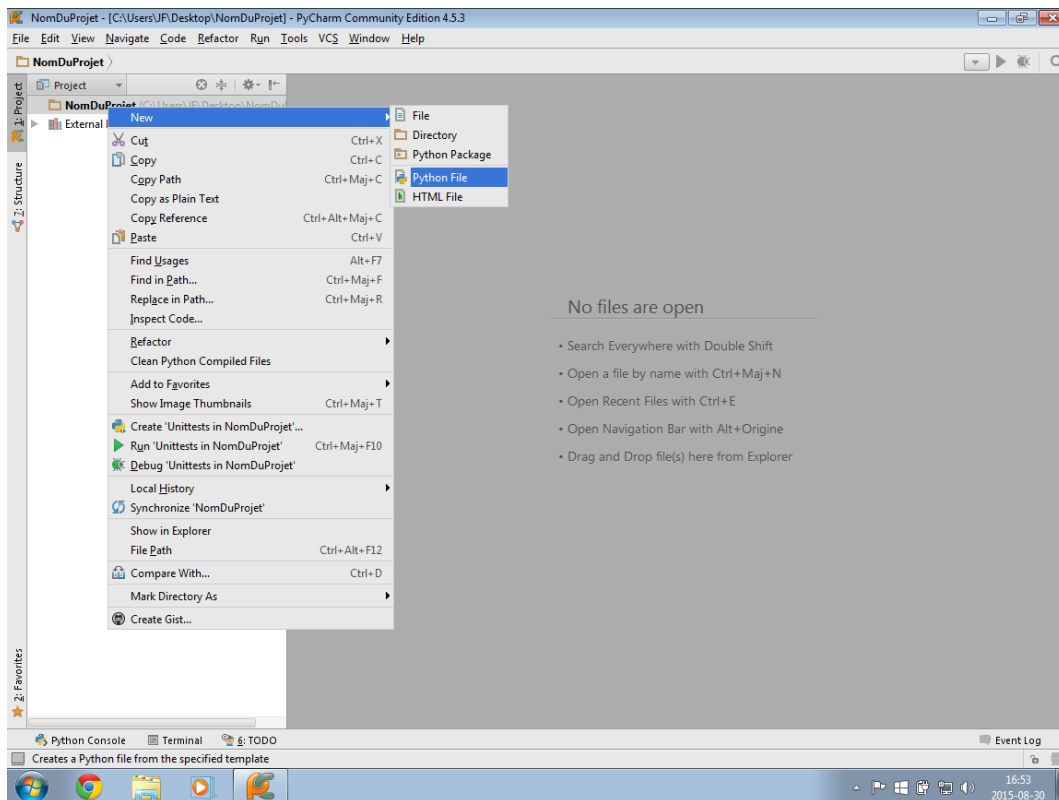 NomDuProjet - [C:\Users\JF\Desktop\NomDuProjet] - PyCharm Community Edition 4.5.3
File Edit View Navigate Code Refactor Run Tools VCS Window Help
NomDuProjet
1: Project
7: Structure
2: Favorites
Project
NomDuProjet (C:\Users\JF\Desktop\NomDu
External
New
Cut Ctrl+X
Copy Ctrl+C
Copy Path Ctrl+Maj+C
Copy as Plain Text
Copy Reference Ctrl+Alt+Maj+C
Paste Ctrl+V
Find Usages Alt+F7
Find in Path... Ctrl+Maj+F
Replace in Path... Ctrl+Maj+R
Inspect Code...
Refactor
Clean Python Compiled Files
Add to Favorites
Show Image Thumbnails Ctrl+Maj+T
Create 'Unittests in NomDuProjet'...
Run 'Unittests in NomDuProjet' Ctrl+Maj+F10
Debug 'Unittests in NomDuProjet'
Local History
Synchronize 'NomDuProjet'
Show in Explorer
File Path Ctrl+Alt+F12
Compare With... Ctrl+D
Mark Directory As
Create Gist...
File
Directory
Python Package
Python File
HTML File
No files are open
• Search Everywhere with Double Shift
• Open a file by name with Ctrl+Maj+N
• Open Recent Files with Ctrl+E
• Open Navigation Bar with Alt+Origine
• Drag and Drop file(s) here from Explorer
Python Console Terminal 6: TODO Event Log
Creates a Python file from the specified template
16:53
2015-08-30